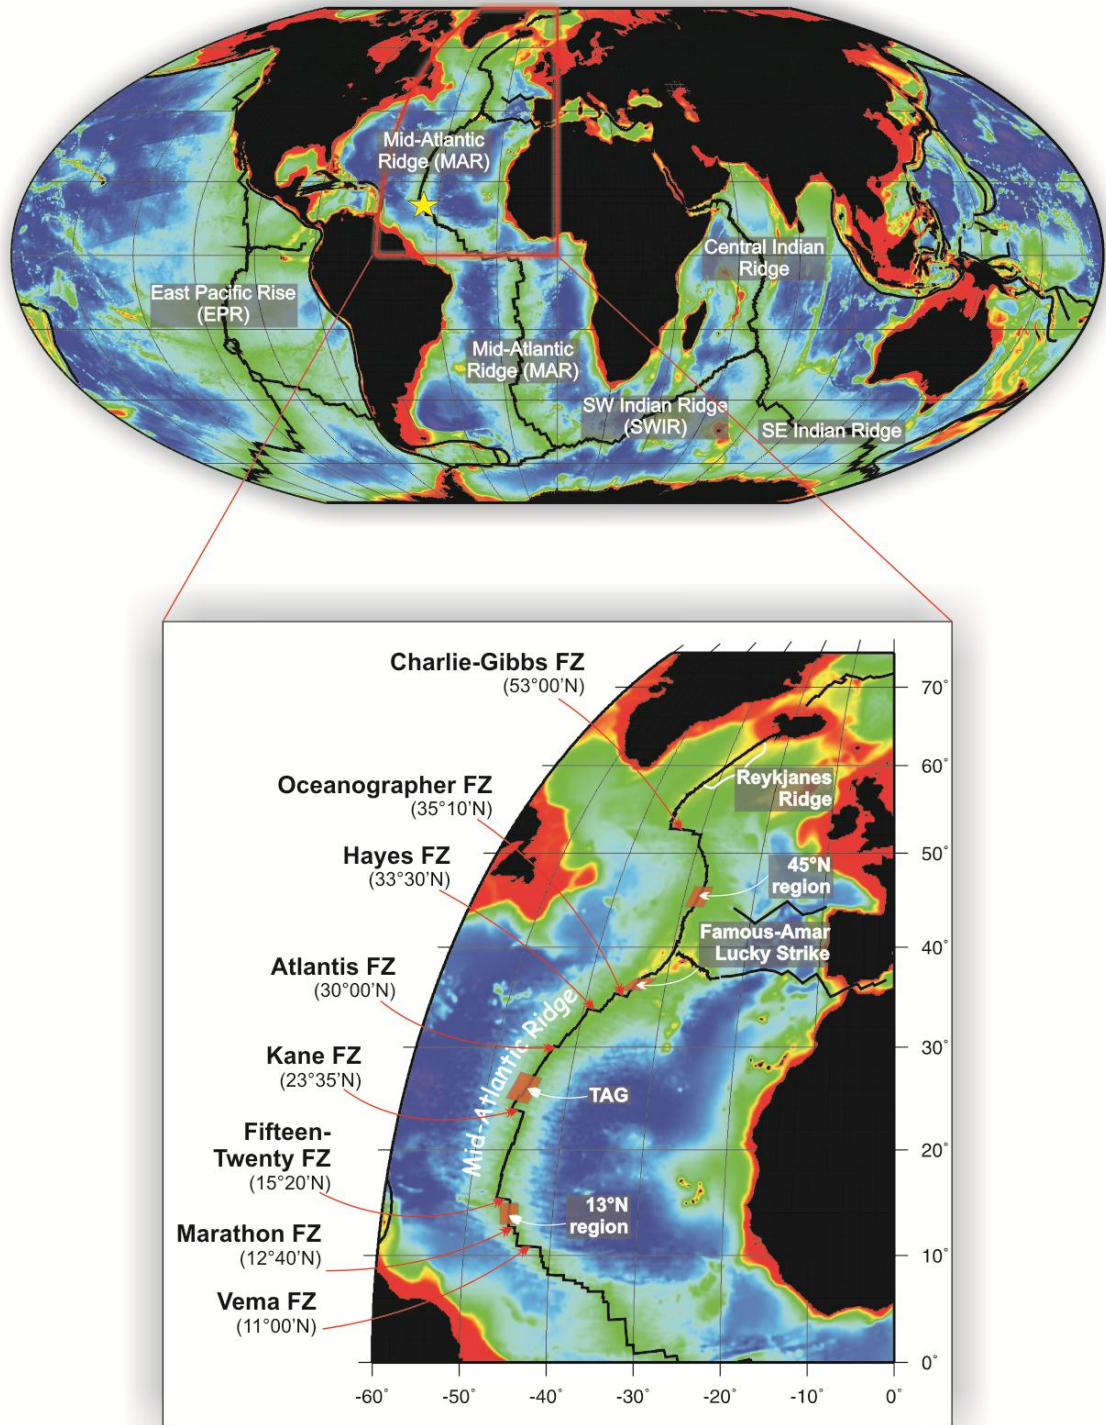 Mid-Atlantic
Ridge (MAR)
Central Indian
Ridge
East Pacific Rise
(EPR)
Mid-Atlantic
Ridge (MAR)
SW Indian Ridge
(SWIR)
SE Indian Ridge
Charlie-Gibbs FZ
(53°00'N)
70°
60°
Reykjanes
Ridge
Oceanographer FZ
(35°10'N)
Hayes FZ
(33°30'N)
50°
45°N
region
Famous-Amar
Lucky Strike
40°
Atlantis FZ
(30°00'N)
Mid-Atlantic Ridge
30°
Kane FZ
(23°35'N)
TAG
Fifteen-
Twenty FZ
(15°20'N)
20°
13°N
region
Marathon FZ
(12°40'N)
10°
Vema FZ
(11°00'N)
0°
-60° -50° -40° -30° -20° -10° 0°